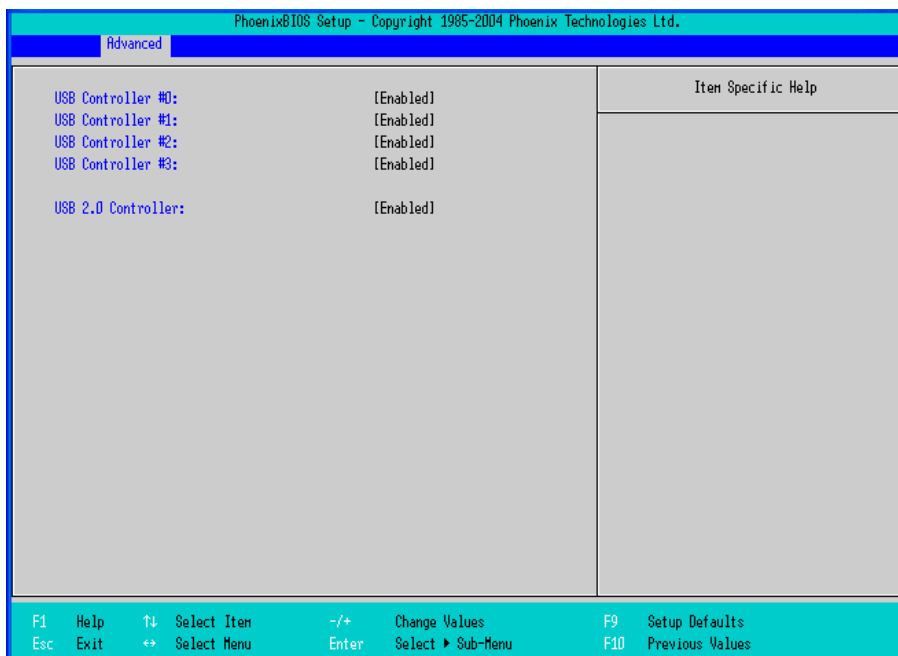 PhoenixBIOS Setup - Copyright 1985-2004 Phoenix Technologies Ltd.
Advanced
Item Specific Help
USB Controller #0: [Enabled]
USB Controller #1: [Enabled]
USB Controller #2: [Enabled]
USB Controller #3: [Enabled]
USB 2.0 Controller: [Enabled]
F1 Help ↑↓ Select Item -/+ Change Values F9 Setup Defaults
Esc Exit ↔ Select Menu Enter Select ▶ Sub-Menu F10 Previous Values